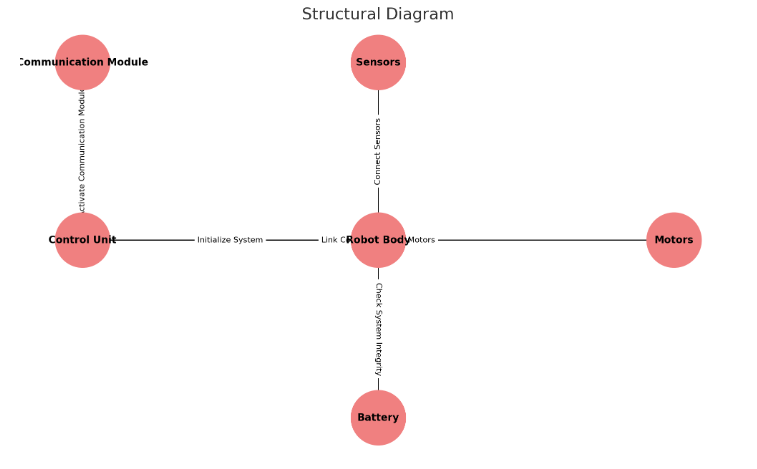 Structural Diagram
Communication Module
Sensors
Activate Communication Module
Connect Sensors
Control Unit
Initialize System
Link
Robot Body
Motors
Motors
Check System Integrity
Battery